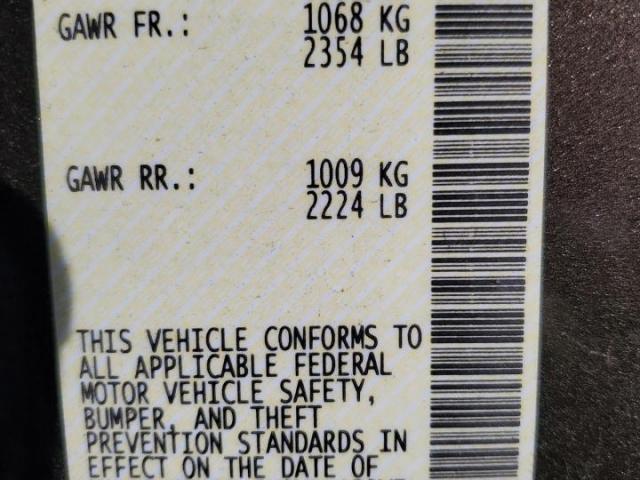 GAWR FR.: 1068 KG
2354 LB
GAWR RR.: 1009 KG
2224 LB
THIS VEHICLE CONFORMS TO
ALL APPLICABLE FEDERAL
MOTOR VEHICLE SAFETY,
BUMPER, AND THEFT
PREVENTION STANDARDS IN
EFFECT ON THE DATE OF